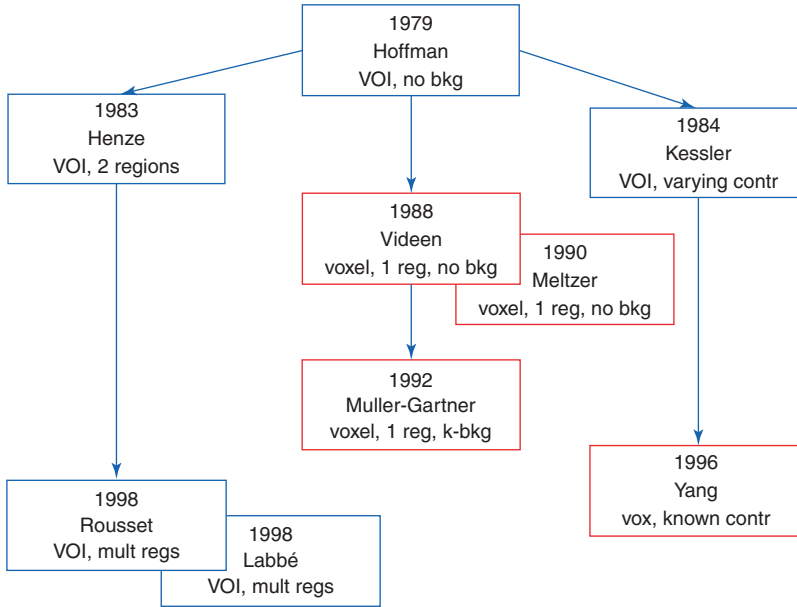 1979
Hoffman
VOI, no bkg
1983
Henze
VOI, 2 regions
1984
Kessler
VOI, varying contr
1988
Videen
voxel, 1 reg, no bkg
1990
Meltzer
voxel, 1 reg, no bkg
1992
Muller-Gartner
voxel, 1 reg, k-bkg
1996
Yang
vox, known contr
1998
Rousset
VOI, mult regs
1998
Labbé
VOI, mult regs